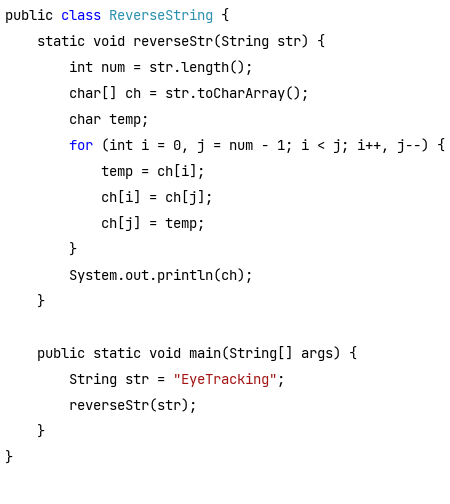 public class ReverseString {
    static void reverseStr(String str) {
        int num = str.length();
        char[] ch = str.toCharArray();
        char temp;
        for (int i = 0, j = num - 1; i < j; i++, j--) {
            temp = ch[i];
            ch[i] = ch[j];
            ch[j] = temp;
        }
        System.out.println(ch);
    }

    public static void main(String[] args) {
        String str = "EyeTracking";
        reverseStr(str);
    }
}